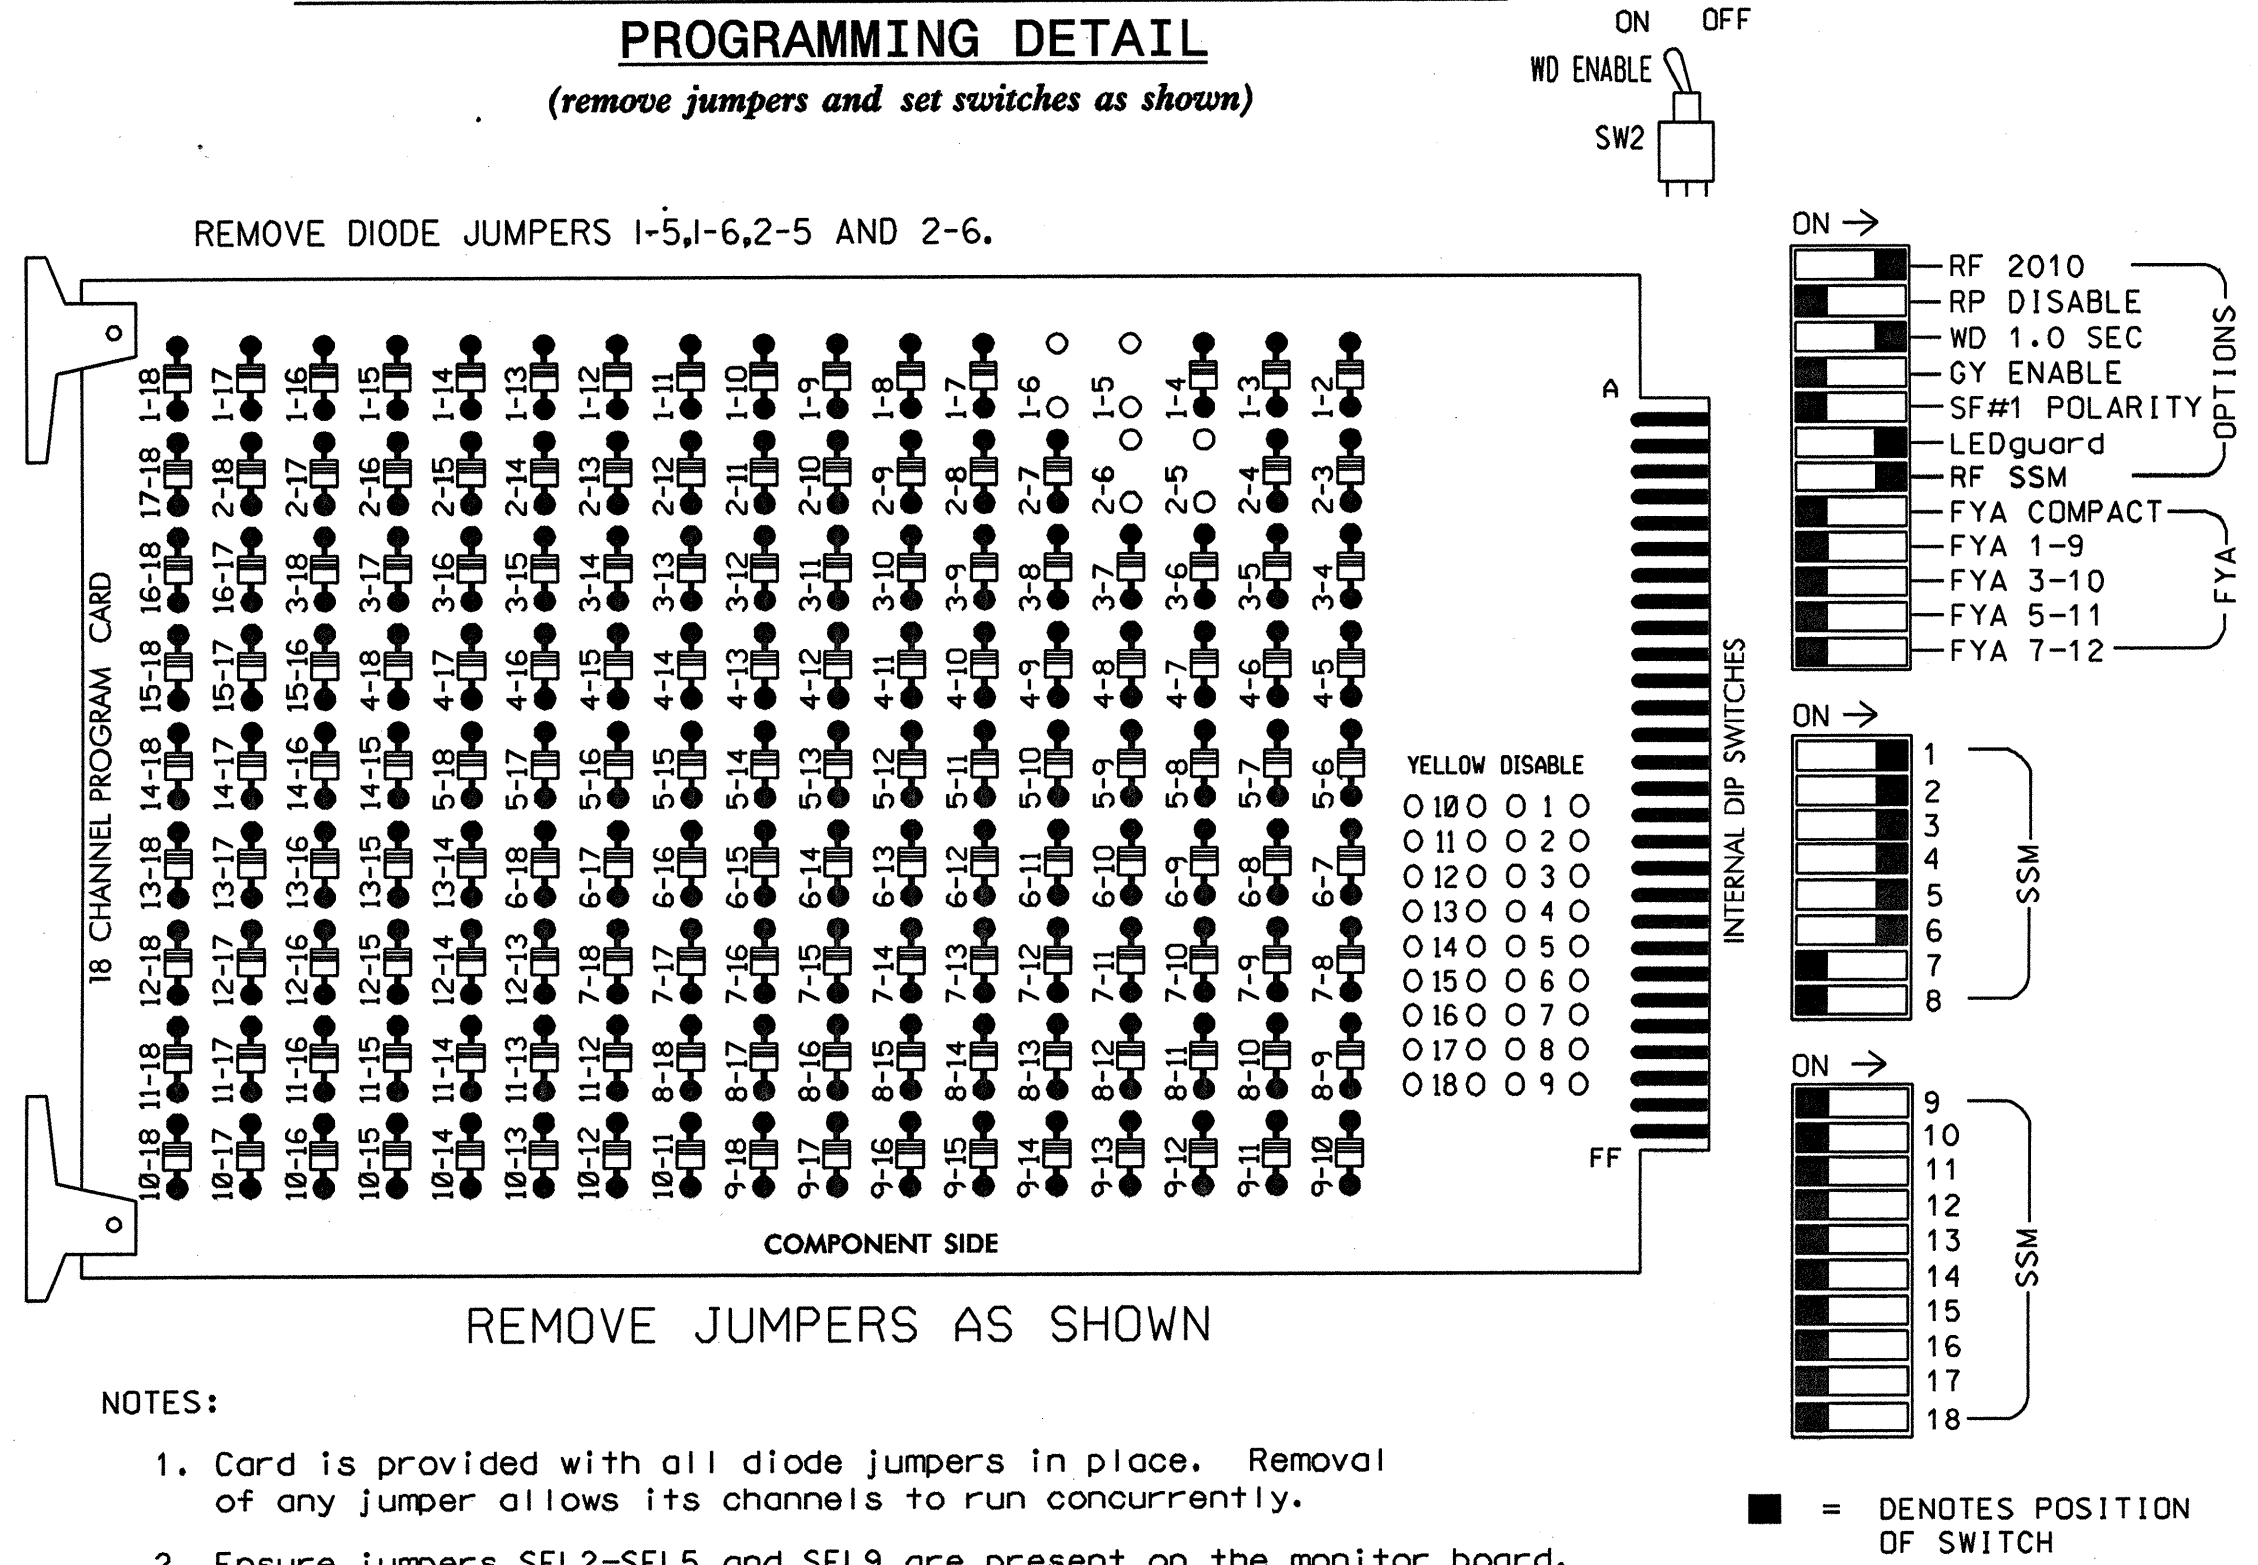 PROGRAMMING DETAIL
(remove jumpers and set switches as shown)
ON OFF
WD ENABLE
SW2
REMOVE DIODE JUMPERS 1-5,1-6,2-5 AND 2-6.
18 CHANNEL PROGRAM CARD
1-18 1-17 1-16 1-15 1-14 1-13 1-12 1-11 1-10 1-9 1-8 1-7 1-6 1-5 1-4 1-3 1-2
17-18 2-18 2-17 2-16 2-15 2-14 2-13 2-12 2-11 2-10 2-9 2-8 2-7 2-6 2-5 2-4 2-3
16-18 16-17 3-18 3-17 3-16 3-15 3-14 3-13 3-12 3-11 3-10 3-9 3-8 3-7 3-6 3-5 3-4
15-18 15-17 15-16 4-18 4-17 4-16 4-15 4-14 4-13 4-12 4-11 4-10 4-9 4-8 4-7 4-6 4-5
14-18 14-17 14-16 14-15 5-18 5-17 5-16 5-15 5-14 5-13 5-12 5-11 5-10 5-9 5-8 5-7 5-6
13-18 13-17 13-16 13-15 13-14 6-18 6-17 6-16 6-15 6-14 6-13 6-12 6-11 6-10 6-9 6-8 6-7
12-18 12-17 12-16 12-15 12-14 12-13 7-18 7-17 7-16 7-15 7-14 7-13 7-12 7-11 7-10 7-9 7-8
11-18 11-17 11-16 11-15 11-14 11-13 11-12 8-18 8-17 8-16 8-15 8-14 8-13 8-12 8-11 8-10 8-9
10-18 10-17 10-16 10-15 10-14 10-13 10-12 10-11 9-18 9-17 9-16 9-15 9-14 9-13 9-12 9-11 9-10
A
YELLOW DISABLE
10 1
11 2
12 3
13 4
14 5
15 6
16 7
17 8
18 9
FF
COMPONENT SIDE
INTERNAL DIP SWITCHES
ON →
RF 2010
RP DISABLE
WD 1.0 SEC
GY ENABLE
SF#1 POLARITY
LEDguard
RF SSM
OPTIONS
FYA COMPACT
FYA 1-9
FYA 3-10
FYA 5-11
FYA 7-12
FYA
ON →
1
2
3
4
5
6
7
8
SSM
ON →
9
10
11
12
13
14
15
16
17
18
SSM
REMOVE JUMPERS AS SHOWN
NOTES:
1. Card is provided with all diode jumpers in place. Removal
of any jumper allows its channels to run concurrently.
2. Ensure jumpers SEL2-SEL5 and SEL9 are present on the monitor board.
■ = DENOTES POSITION
OF SWITCH